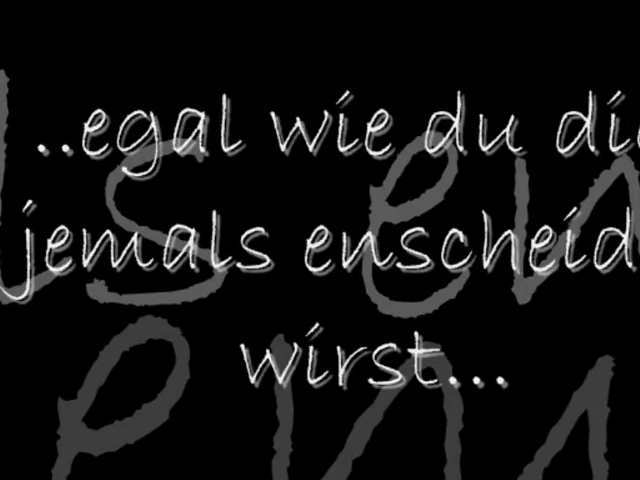 ..egal wie du di
jemals enscheid
wirst...